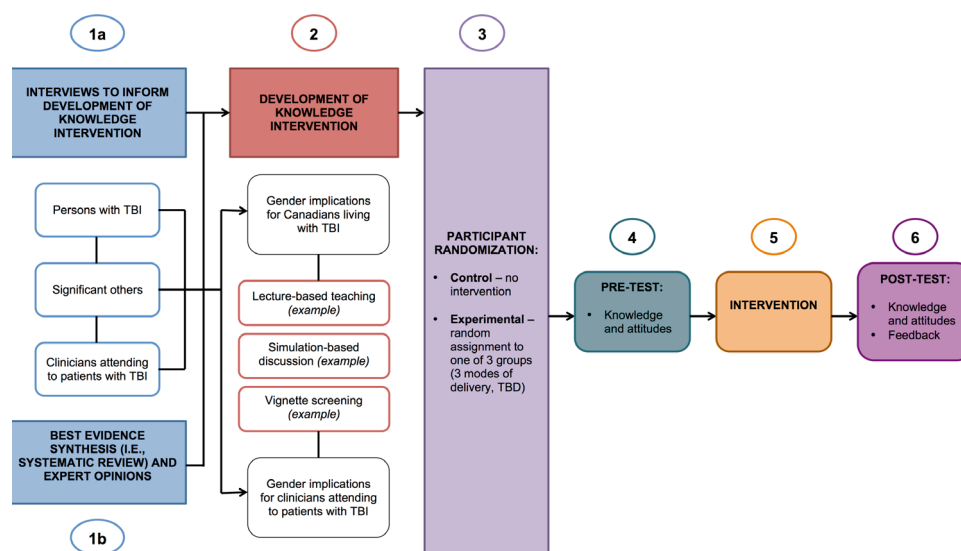 1a
2
3
INTERVIEWS TO INFORM
DEVELOPMENT OF
KNOWLEDGE
INTERVENTION
DEVELOPMENT OF
KNOWLEDGE
INTERVENTION
Persons with TBI
Significant others
Clinicians attending
to patients with TBI
BEST EVIDENCE
SYNTHESIS (I.E.,
SYSTEMATIC REVIEW) AND
EXPERT OPINIONS
1b
Gender implications
for Canadians living
with TBI
Lecture-based teaching
(example)
Simulation-based
discussion (example)
Vignette screening
(example)
Gender implications
for clinicians attending
to patients with TBI
PARTICIPANT
RANDOMIZATION:
• Control – no
intervention
• Experimental –
random
assignment to
one of 3 groups
(3 modes of
delivery, TBD)
4
PRE-TEST:
• Knowledge
and attitudes
5
INTERVENTION
6
POST-TEST:
• Knowledge
and attitudes
• Feedback